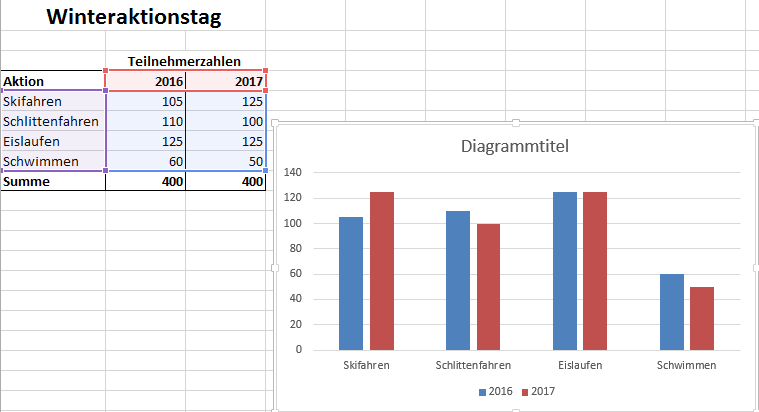 Winteraktionstag
Teilnehmerzahlen
Aktion 2016 2017
Skifahren 105 125
Schlittenfahren 110 100
Eislaufen 125 125
Schwimmen 60 50
Summe 400 400
Diagrammtitel
140
120
100
80
60
40
20
0
Skifahren Schlittenfahren Eislaufen Schwimmen
2016 2017